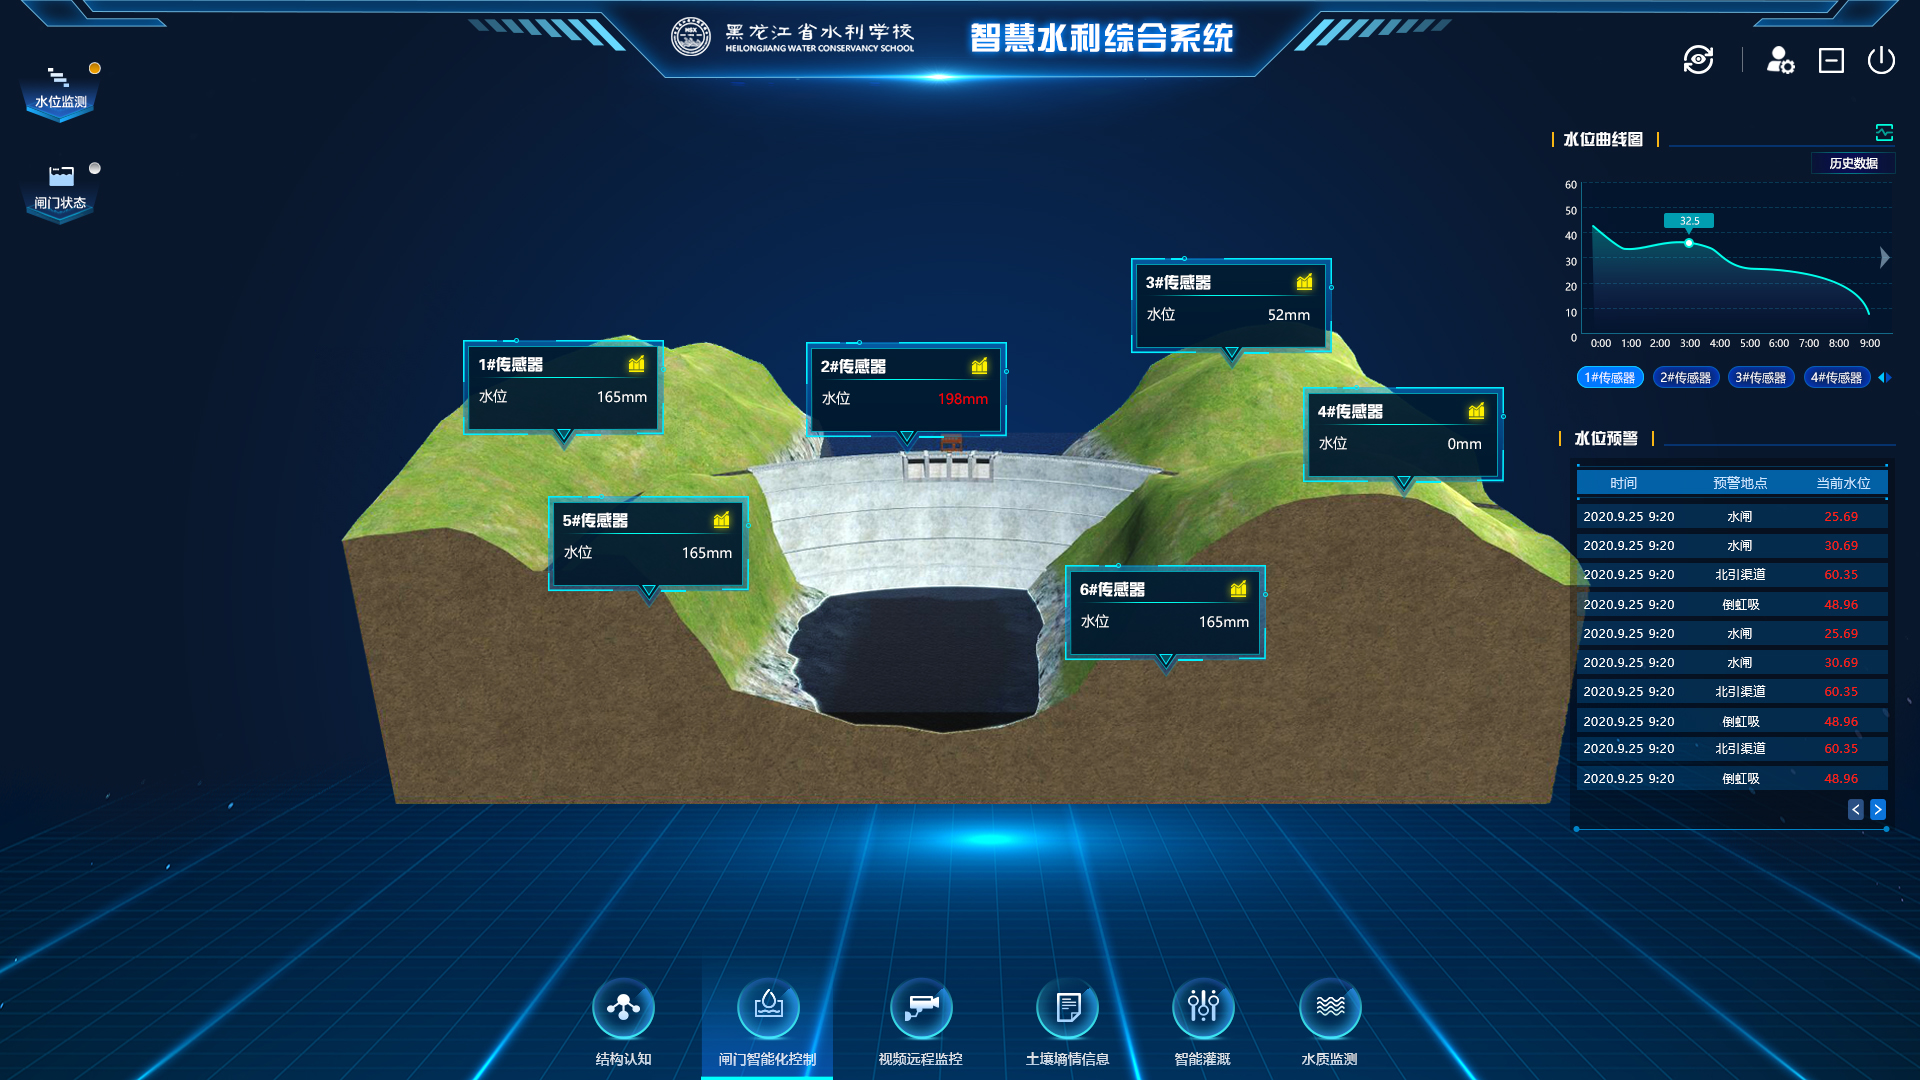 黑龙江省水利学校
HEILONGJIANG WATER CONSERVANCY SCHOOL
智慧水利综合系统
水位监测
闸门状态
水位曲线图
历史数据
60
50
40
30
20
10
0
32.5
0:00 1:00 2:00 3:00 4:00 5:00 6:00 7:00 8:00 9:00
1#传感器 2#传感器 3#传感器 4#传感器
3#传感器
水位 52mm
1#传感器
水位 165mm
2#传感器
水位 198mm
4#传感器
水位 0mm
5#传感器
水位 165mm
6#传感器
水位 165mm
水位预警
时间 预警地点 当前水位
2020.9.25 9:20 水闸 25.69
2020.9.25 9:20 水闸 30.69
2020.9.25 9:20 北引渠道 60.35
2020.9.25 9:20 倒虹吸 48.96
2020.9.25 9:20 水闸 25.69
2020.9.25 9:20 水闸 30.69
2020.9.25 9:20 北引渠道 60.35
2020.9.25 9:20 倒虹吸 48.96
2020.9.25 9:20 北引渠道 60.35
2020.9.25 9:20 倒虹吸 48.96
结构认知 闸门智能化控制 视频远程监控 土壤墒情信息 智能灌溉 水质监测